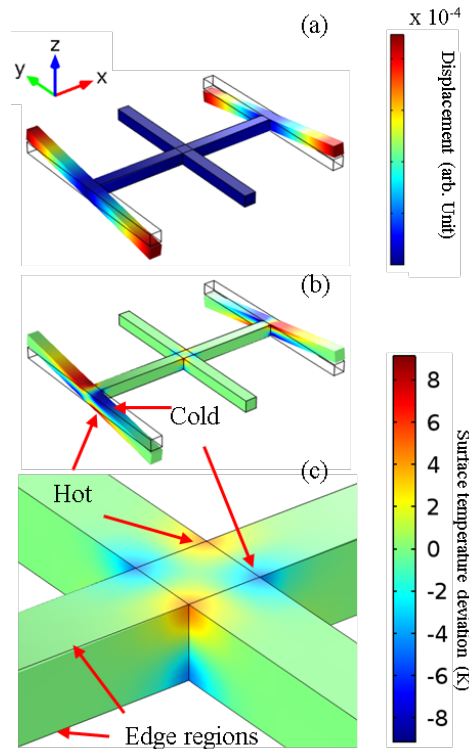 (a)
x 10-4
z
y
x
Displacement (arb. Unit)
(b)
Cold
8
6
4
2
0
-2
-4
-6
-8
Surface temperature deviation (K)
(c)
Hot
Edge regions